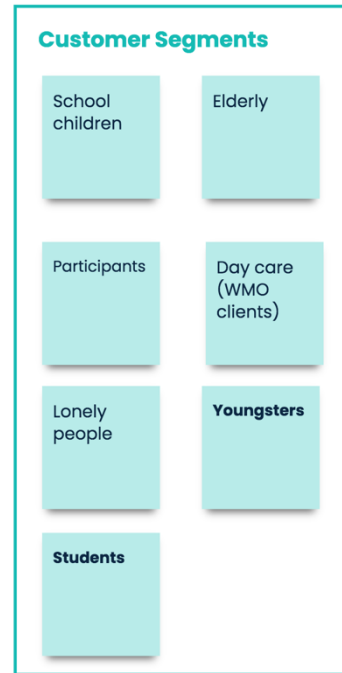 Customer Segments
School
children
Elderly
Participants
Day care
(WMO
clients)
Lonely
people
Youngsters
Students